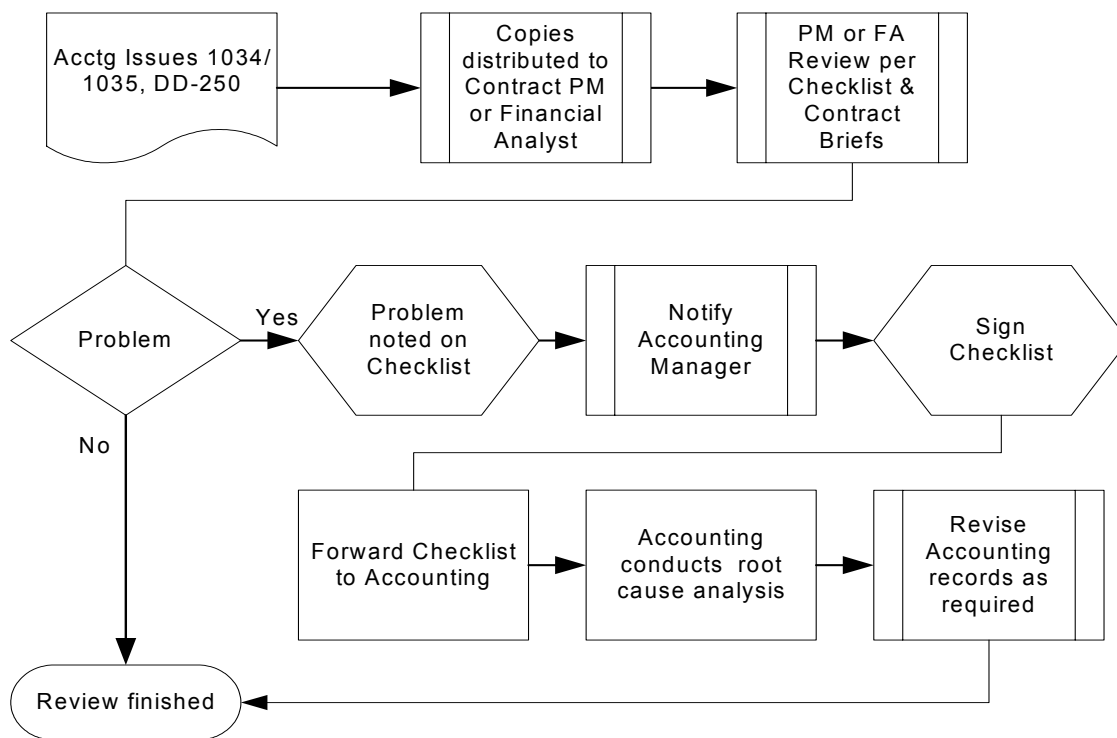 Acctg Issues 1034/
1035, DD-250
Copies
distributed to
Contract PM
or Financial
Analyst
PM or FA
Review per
Checklist &
Contract
Briefs
Problem
Yes
Problem
noted on
Checklist
Notify
Accounting
Manager
Sign
Checklist
No
Forward Checklist
to Accounting
Accounting
conducts root
cause analysis
Revise
Accounting
records as
required
Review finished